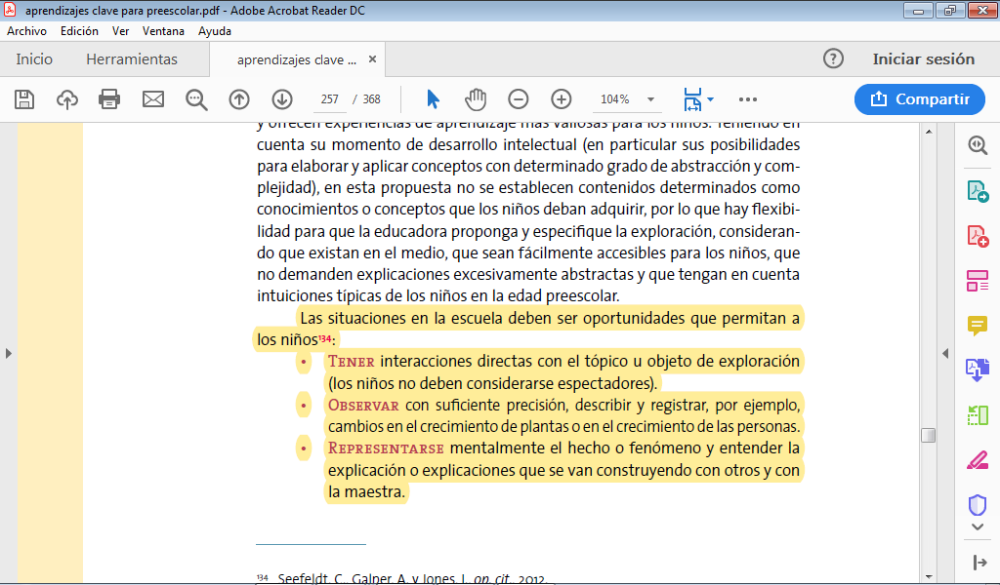 aprendizajes clave para preescolar.pdf - Adobe Acrobat Reader DC
Archivo Edición Ver Ventana Ayuda
Inicio Herramientas aprendizajes clave ... × ? Iniciar sesión
257 / 368 104% Compartir
y ofrecen experiencias de aprendizaje más valiosas para los niños. Teniendo en
cuenta su momento de desarrollo intelectual (en particular sus posibilidades
para elaborar y aplicar conceptos con determinado grado de abstracción y com-
plejidad), en esta propuesta no se establecen contenidos determinados como
conocimientos o conceptos que los niños deban adquirir, por lo que hay flexibi-
lidad para que la educadora proponga y especifique la exploración, consideran-
do que existan en el medio, que sean fácilmente accesibles para los niños, que
no demanden explicaciones excesivamente abstractas y que tengan en cuenta
intuiciones típicas de los niños en la edad preescolar.
Las situaciones en la escuela deben ser oportunidades que permitan a
los niños¹³⁴:
• TENER interacciones directas con el tópico u objeto de exploración
(los niños no deben considerarse espectadores).
• OBSERVAR con suficiente precisión, describir y registrar, por ejemplo,
cambios en el crecimiento de plantas o en el crecimiento de las personas.
• REPRESENTARSE mentalmente el hecho o fenómeno y entender la
explicación o explicaciones que se van construyendo con otros y con
la maestra.
¹³⁴ Seefeldt, C., Galper, A. y Jones, I., op. cit., 2012.